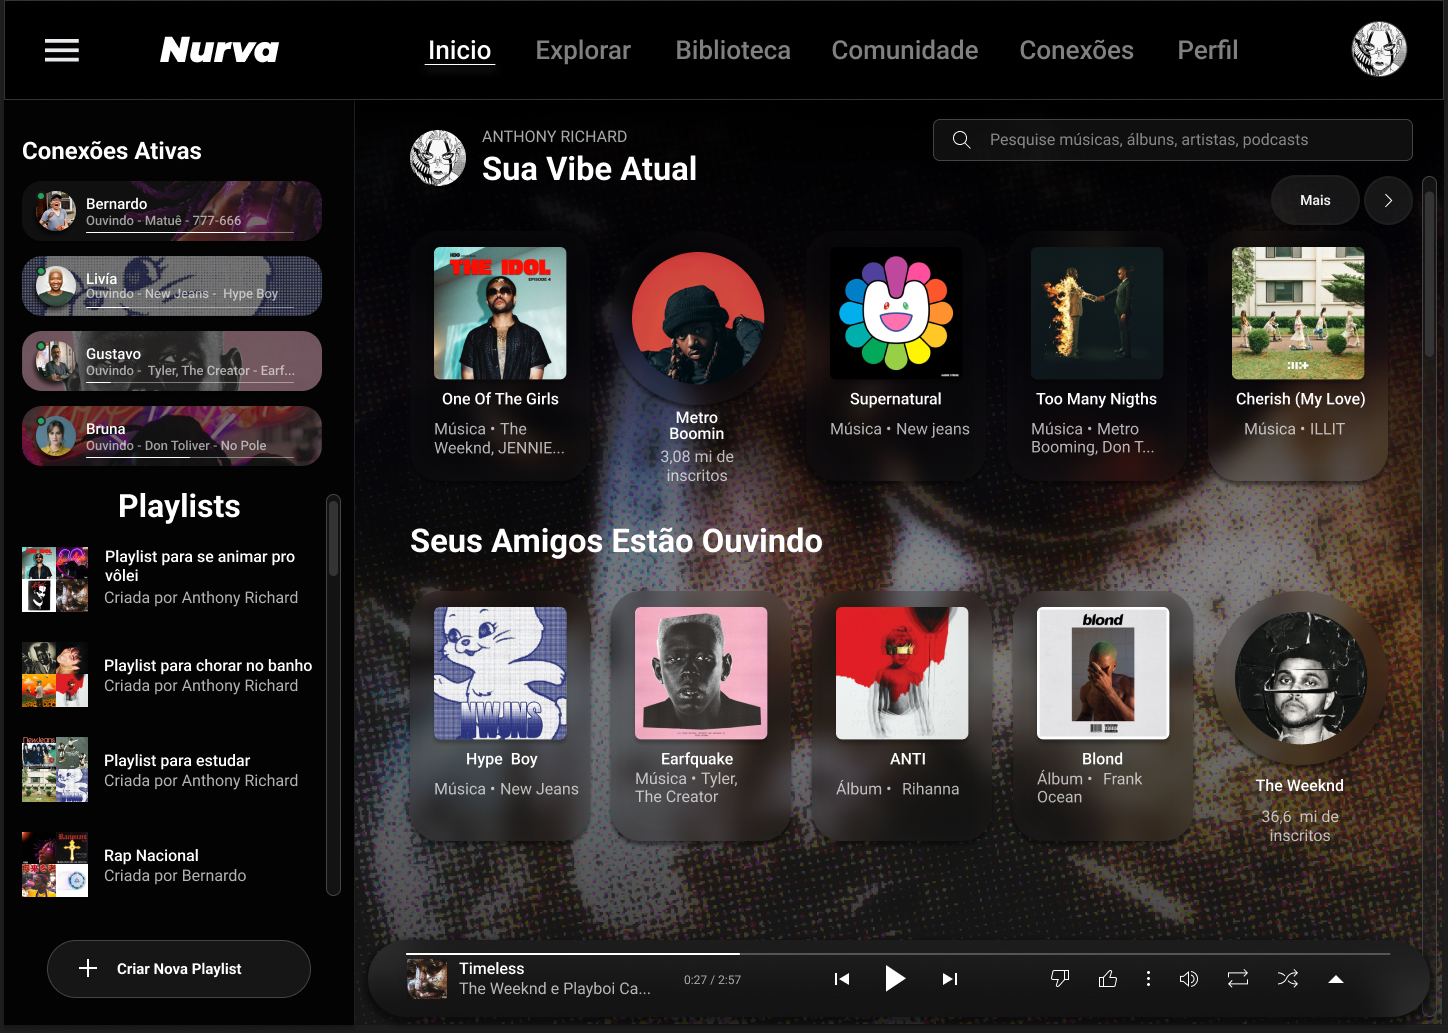 Nurva
Inicio
Explorar
Biblioteca
Comunidade
Conexões
Perfil
Conexões Ativas
Bernardo
Ouvindo - Matuê - 777-666
Livía
Ouvindo - New Jeans - Hype Boy
Gustavo
Ouvindo - Tyler, The Creator - Earf...
Bruna
Ouvindo - Don Toliver - No Pole
Playlists
Playlist para se animar pro
vôlei
Criada por Anthony Richard
Playlist para chorar no banho
Criada por Anthony Richard
Playlist para estudar
Criada por Anthony Richard
Rap Nacional
Criada por Bernardo
Criar Nova Playlist
ANTHONY RICHARD
Sua Vibe Atual
Pesquise músicas, álbuns, artistas, podcasts
Mais
THE IDOL
EPISODE 4
One Of The Girls
Música • The
Weeknd, JENNIE...
Metro
Boomin
3,08 mi de
inscritos
Supernatural
Música • New jeans
Too Many Nigths
Música • Metro
Booming, Don T...
Cherish (My Love)
Música • ILLIT
Seus Amigos Estão Ouvindo
NWJNS
Hype Boy
Música • New Jeans
Earfquake
Música • Tyler,
The Creator
ANTI
Álbum • Rihanna
blond
Blond
Álbum • Frank
Ocean
The Weeknd
36,6 mi de
inscritos
Timeless
The Weeknd e Playboi Ca...
0:27 / 2:57